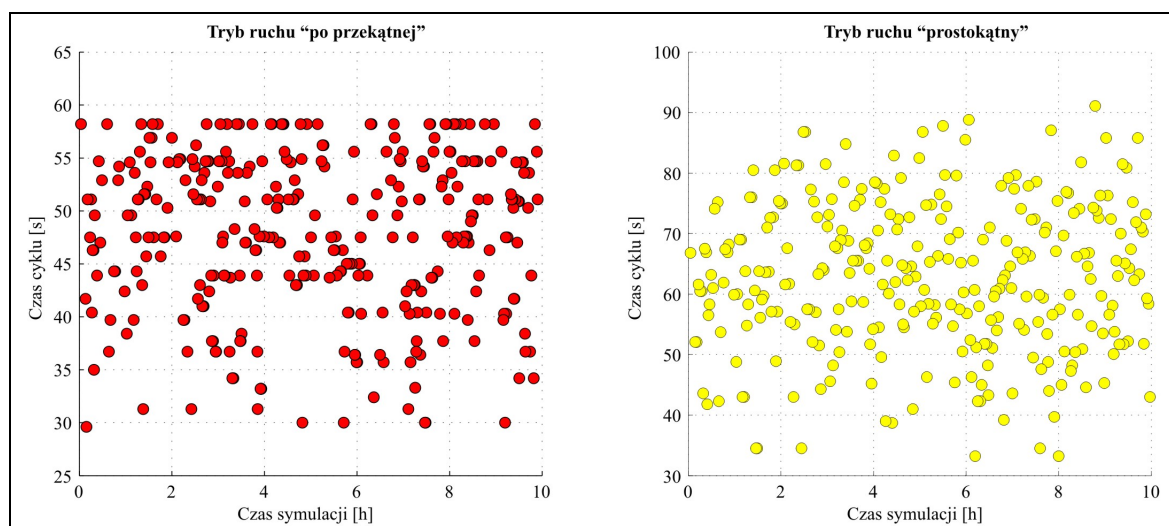 Tryb ruchu “po przekątnej”
65
60
55
50
45
40
35
30
25
Czas cyklu [s]
0 2 4 6 8 10
Czas symulacji [h]
Tryb ruchu “prostokątny”
100
90
80
70
60
50
40
30
Czas cyklu [s]
0 2 4 6 8 10
Czas symulacji [h]